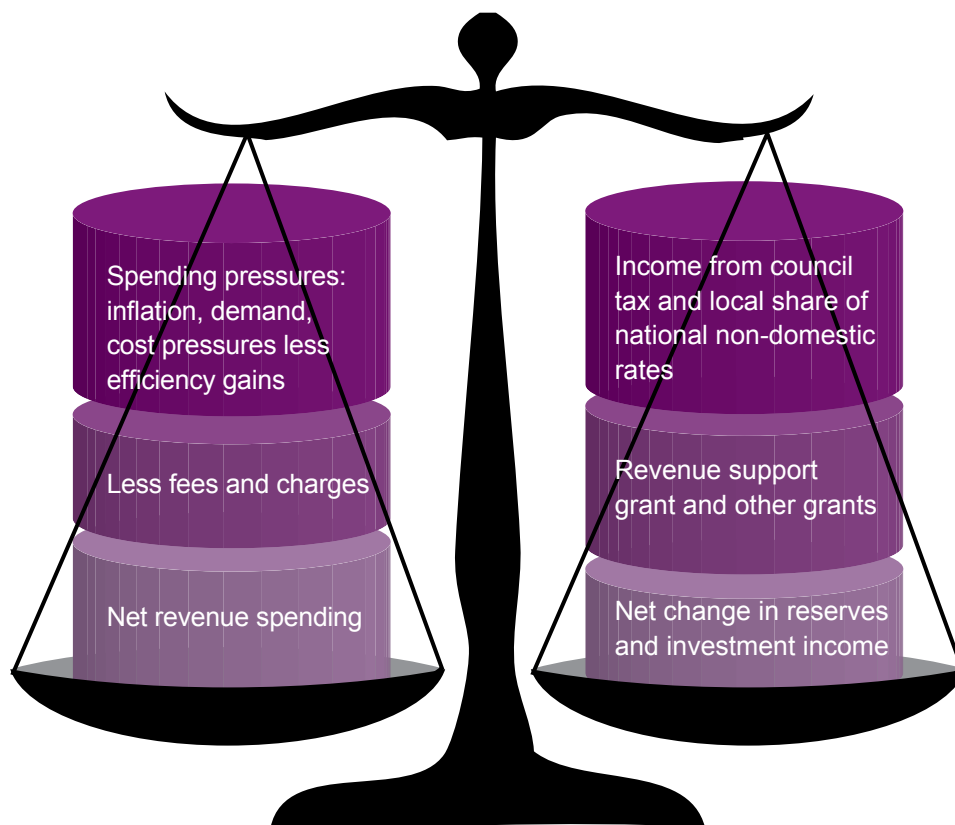 Spending pressures:
inflation, demand,
cost pressures less
efficiency gains
Less fees and charges
Net revenue spending
Income from council
tax and local share of
national non-domestic
rates
Revenue support
grant and other grants
Net change in reserves
and investment income